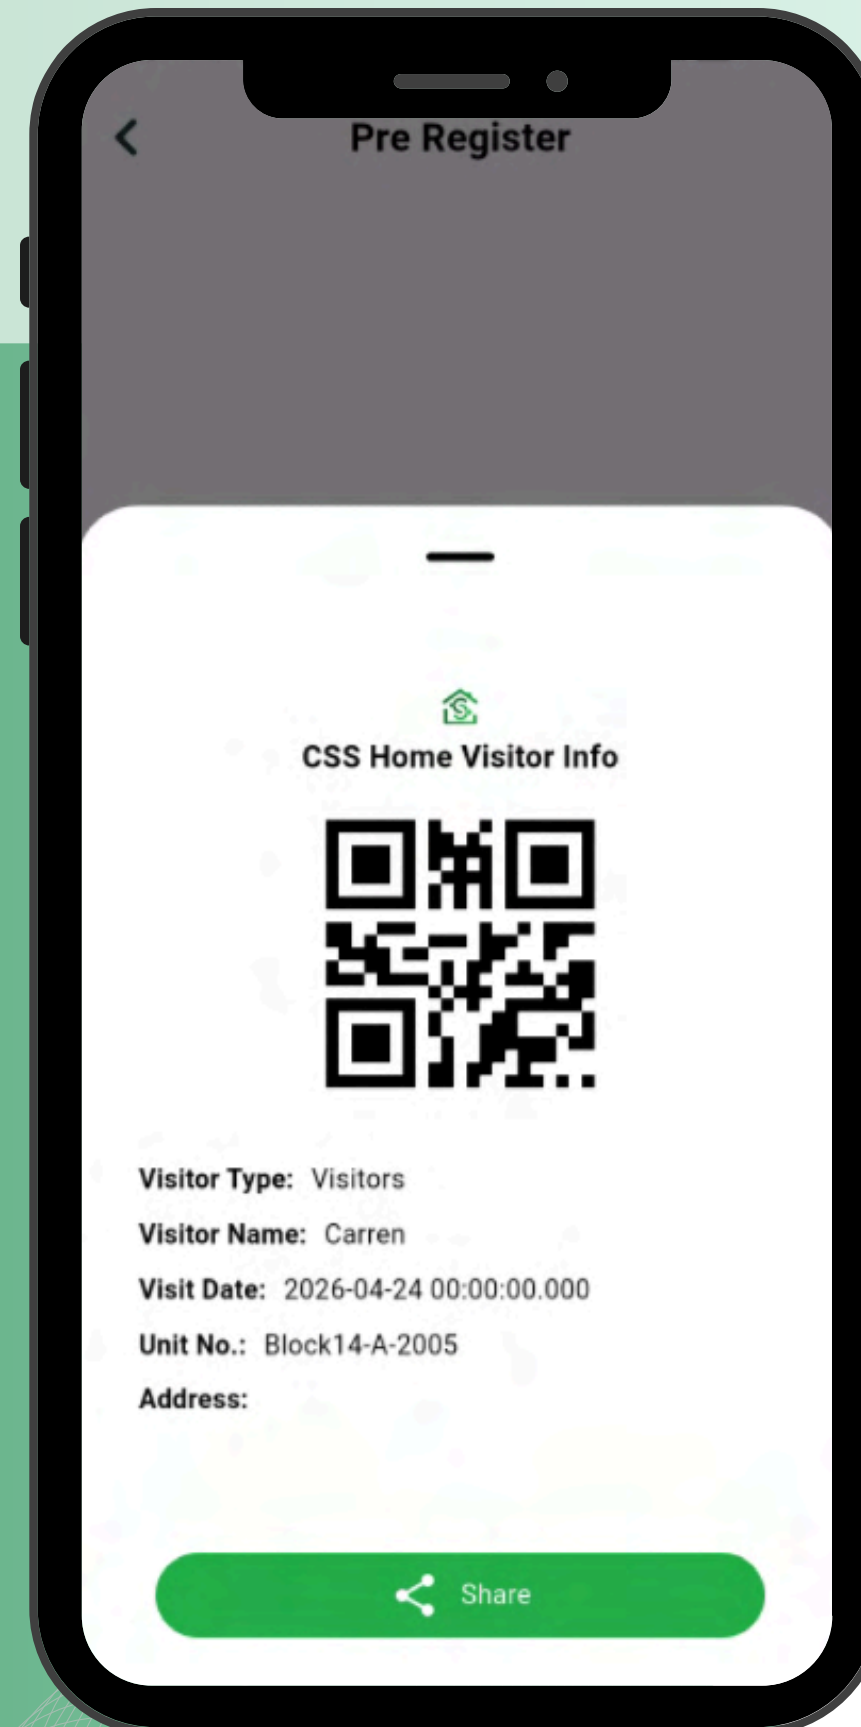 Pre Register
CSS Home Visitor Info
Visitor Type: Visitors
Visitor Name: Carren
Visit Date: 2026-04-24 00:00:00.000
Unit No.: Block14-A-2005
Address:
Share